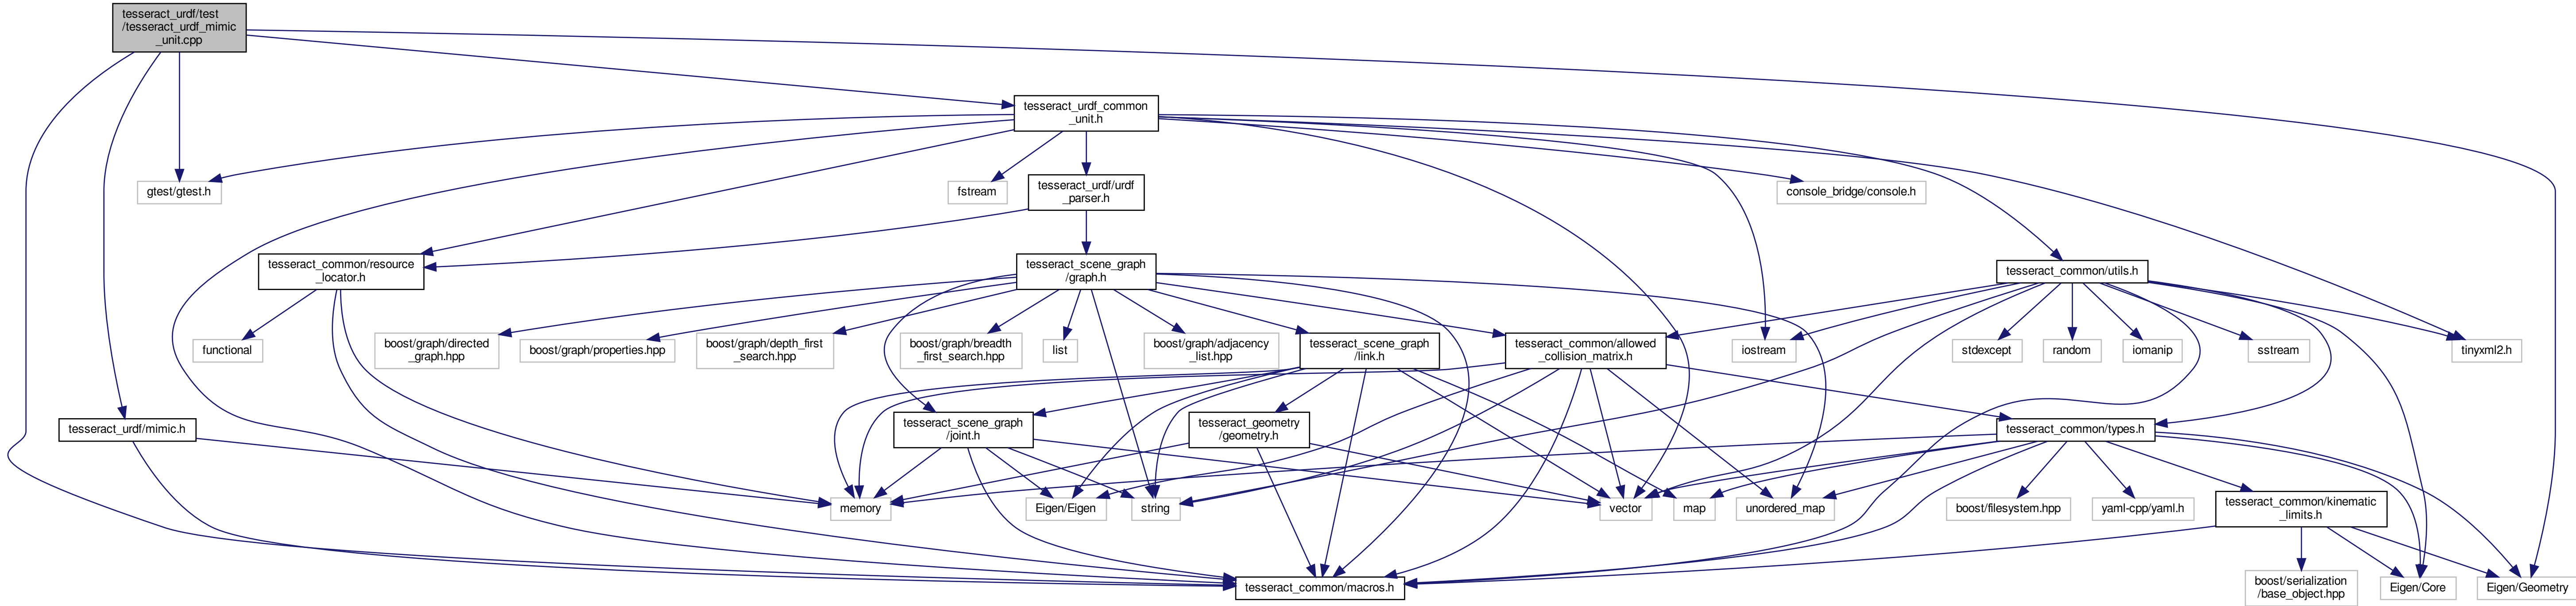 tesseract_urdf/test
/tesseract_urdf_mimic
_unit.cpp
tesseract_urdf_common
_unit.h
gtest/gtest.h
fstream
tesseract_urdf/urdf
_parser.h
console_bridge/console.h
tesseract_common/resource
_locator.h
tesseract_scene_graph
/graph.h
tesseract_common/utils.h
functional
boost/graph/directed
_graph.hpp
boost/graph/properties.hpp
boost/graph/depth_first
_search.hpp
boost/graph/breadth
_first_search.hpp
list
boost/graph/adjacency
_list.hpp
tesseract_scene_graph
/link.h
tesseract_common/allowed
_collision_matrix.h
iostream
stdexcept
random
iomanip
sstream
tinyxml2.h
tesseract_urdf/mimic.h
tesseract_scene_graph
/joint.h
tesseract_geometry
/geometry.h
tesseract_common/types.h
memory
Eigen/Eigen
string
vector
map
unordered_map
boost/filesystem.hpp
yaml-cpp/yaml.h
tesseract_common/kinematic
_limits.h
tesseract_common/macros.h
boost/serialization
/base_object.hpp
Eigen/Core
Eigen/Geometry